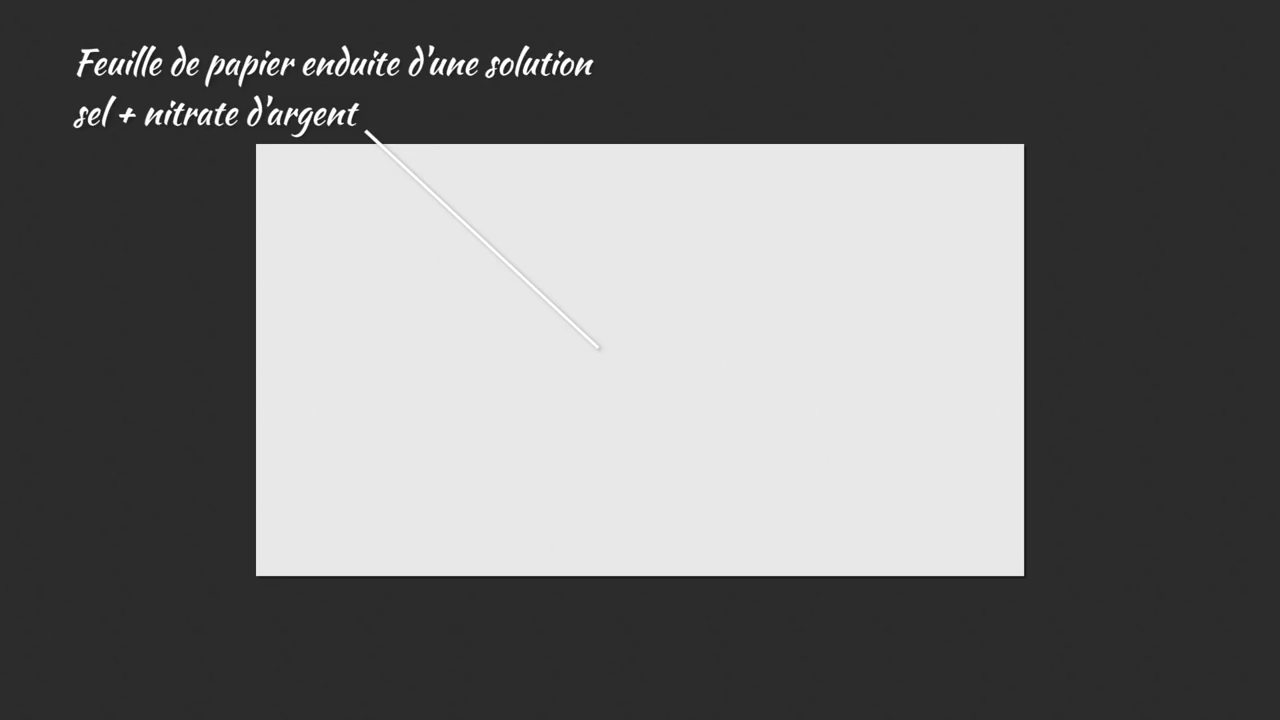 Feuille de papier enduite d'une solution
sel + nitrate d'argent